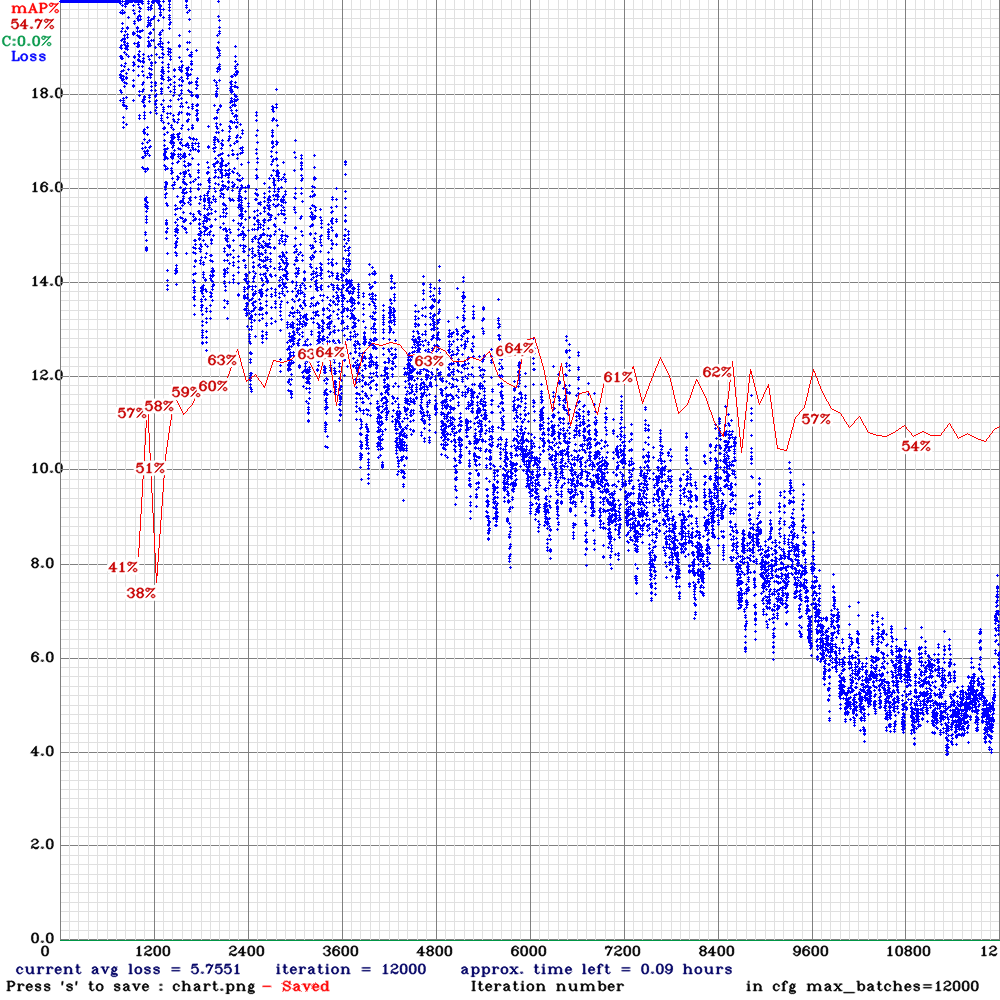 mAP%
54.7%
C:0.0%
Loss
18.0
16.0
14.0
63% 63 64% 63% 6 64%
12.0
57% 58% 59% 60% 61% 62%
57%
51%
10.0
54%
41%
8.0
38%
6.0
4.0
2.0
0.0
0 1200 2400 3600 4800 6000 7200 8400 9600 10800 12
current avg loss = 5.7551 iteration = 12000 approx. time left = 0.09 hours
Press 's' to save : chart.png - Saved Iteration number in cfg max_batches=12000